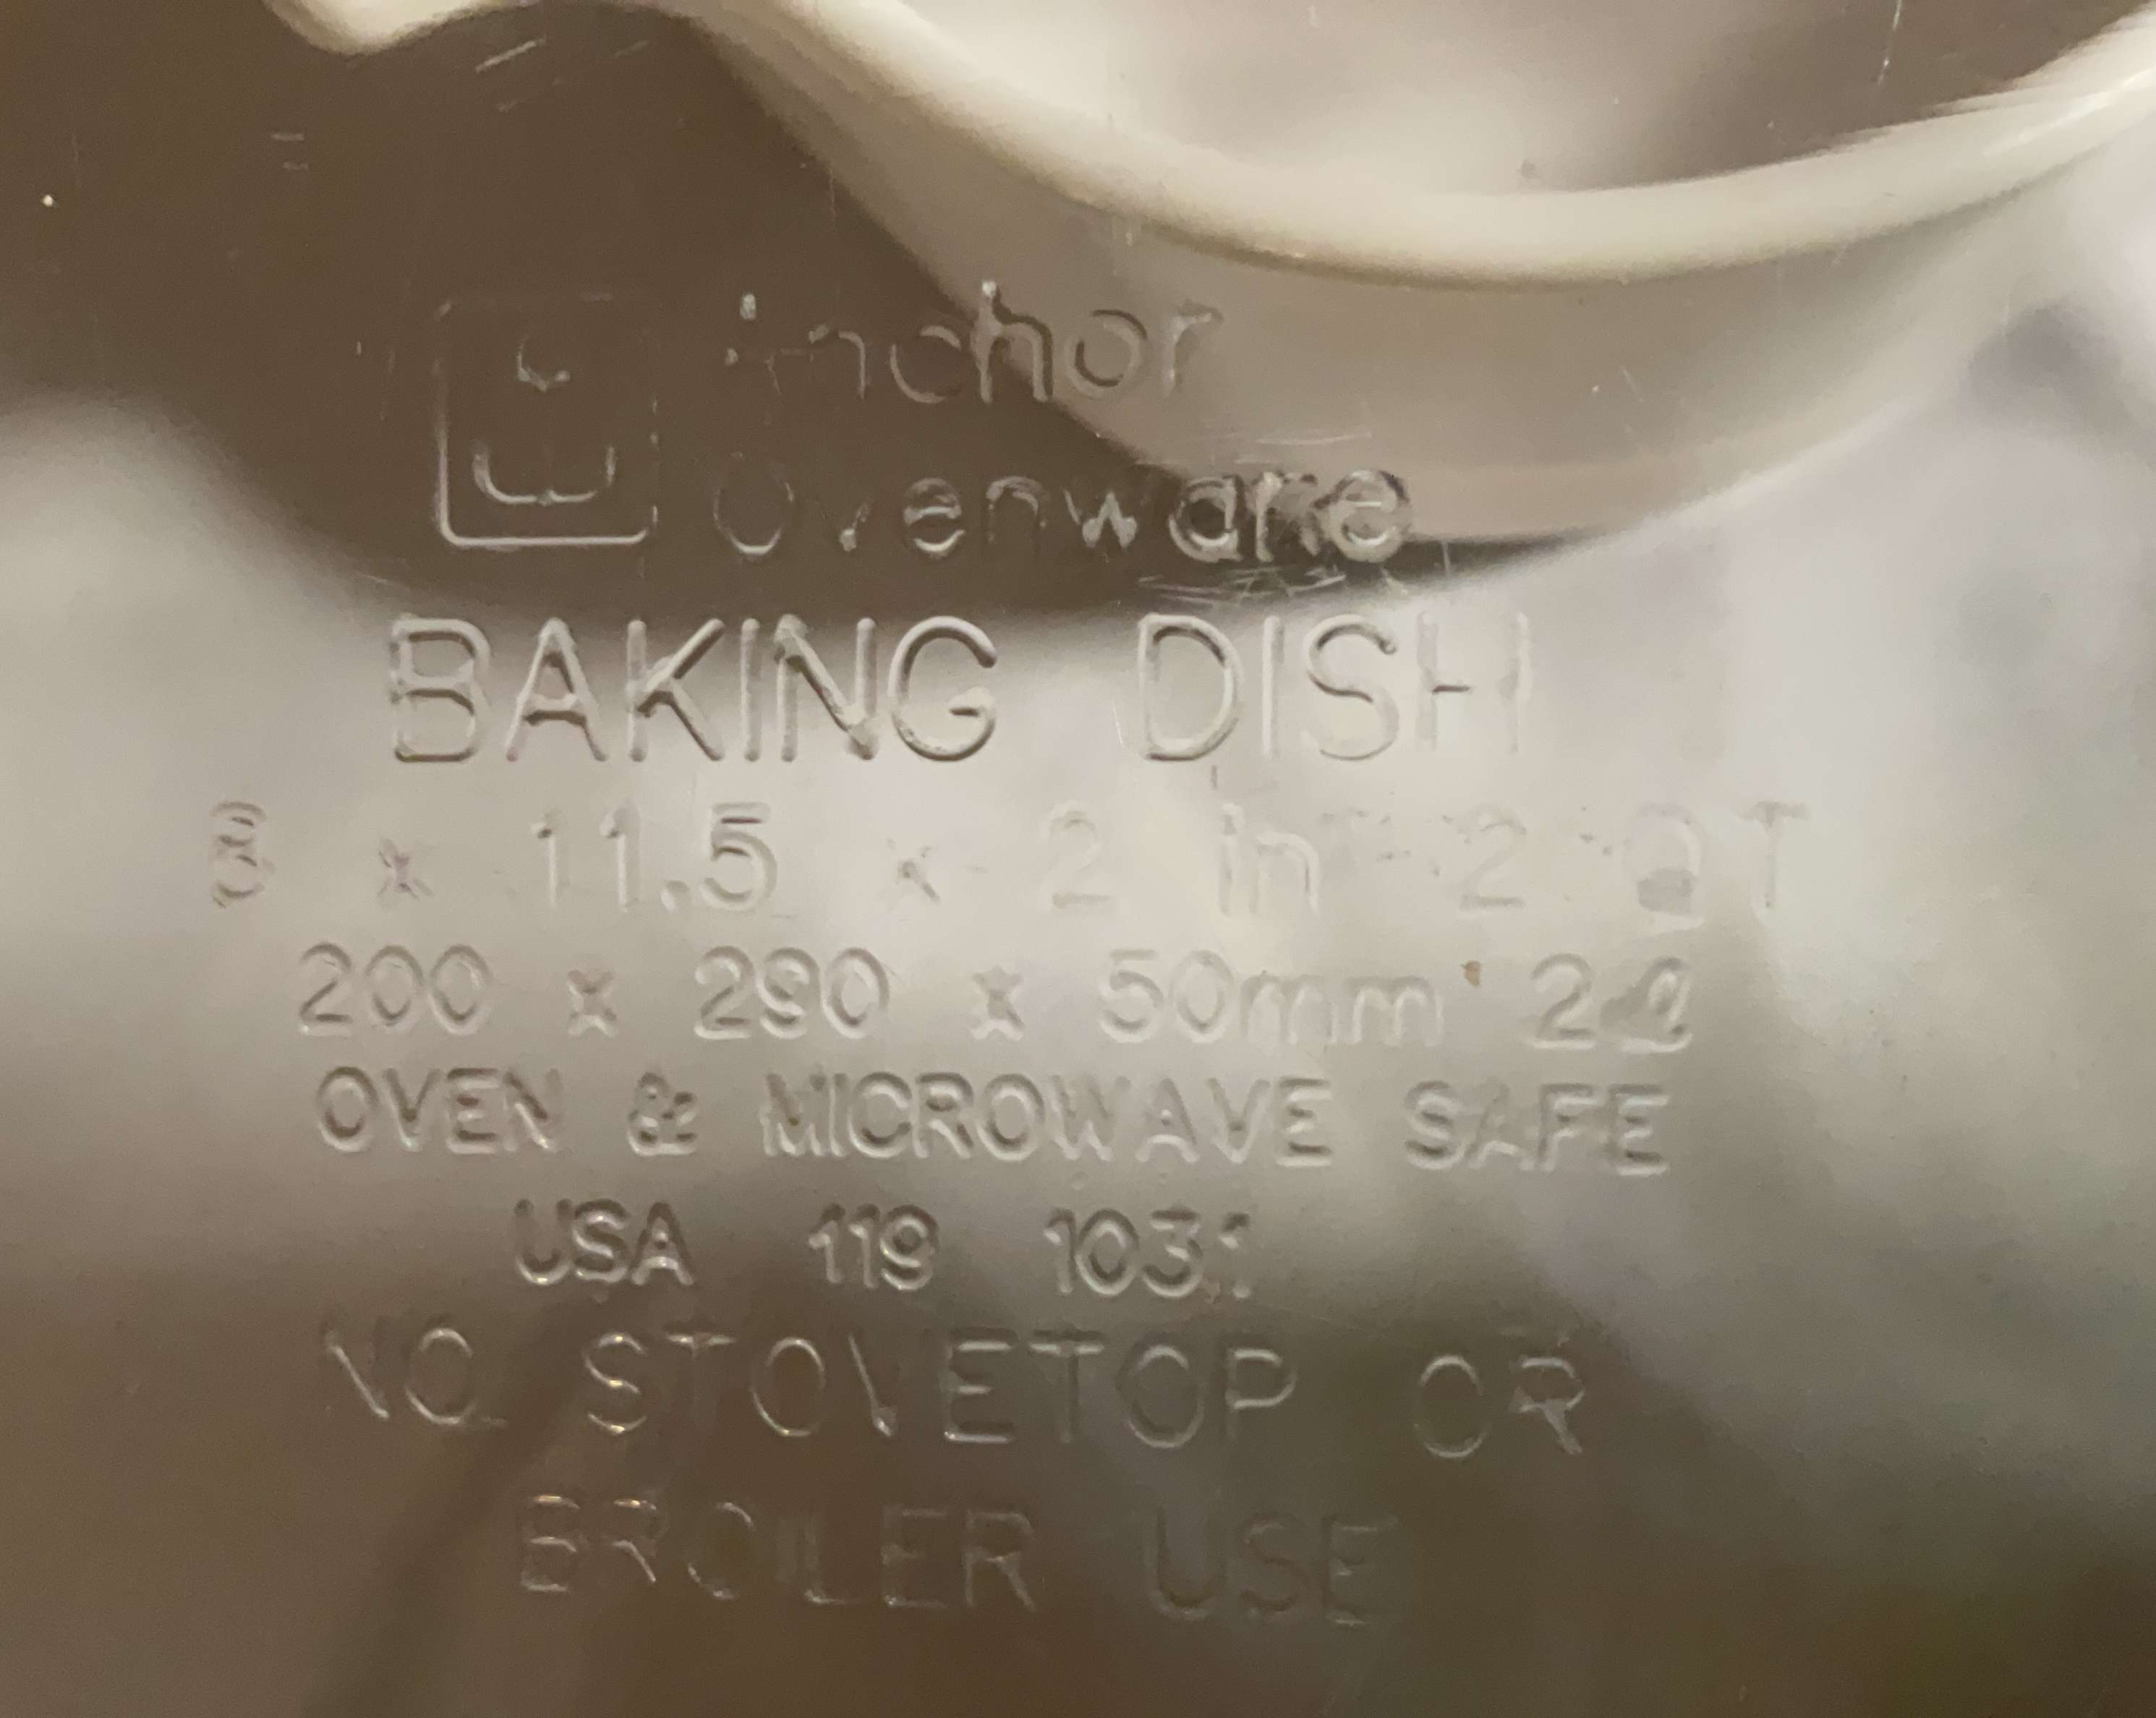 anchor
Ovenware
BAKING DISH
8 x 11.5 x 2 in 2 QT
200 x 290 x 50mm 2ℓ
OVEN & MICROWAVE SAFE
USA 119 1031
NO STOVETOP OR
BROILER USE